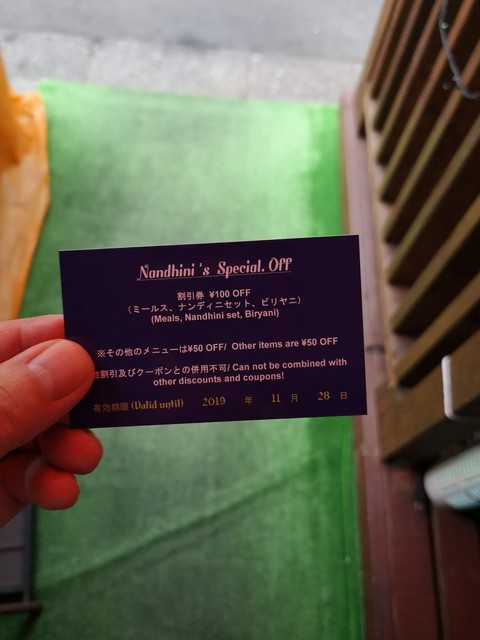 Nandhini's Special. Off
割引券 ¥100 OFF
(ミールス、ナンディニセット、ビリヤニ)
(Meals, Nandhini set, Biryani)
※その他のメニューは¥50 OFF/ Other items are ¥50 OFF
割引及びクーポンとの併用不可/ Can not be combined with
other discounts and coupons!
有効期限 (Valid until) 2019 年 11 月 28 日